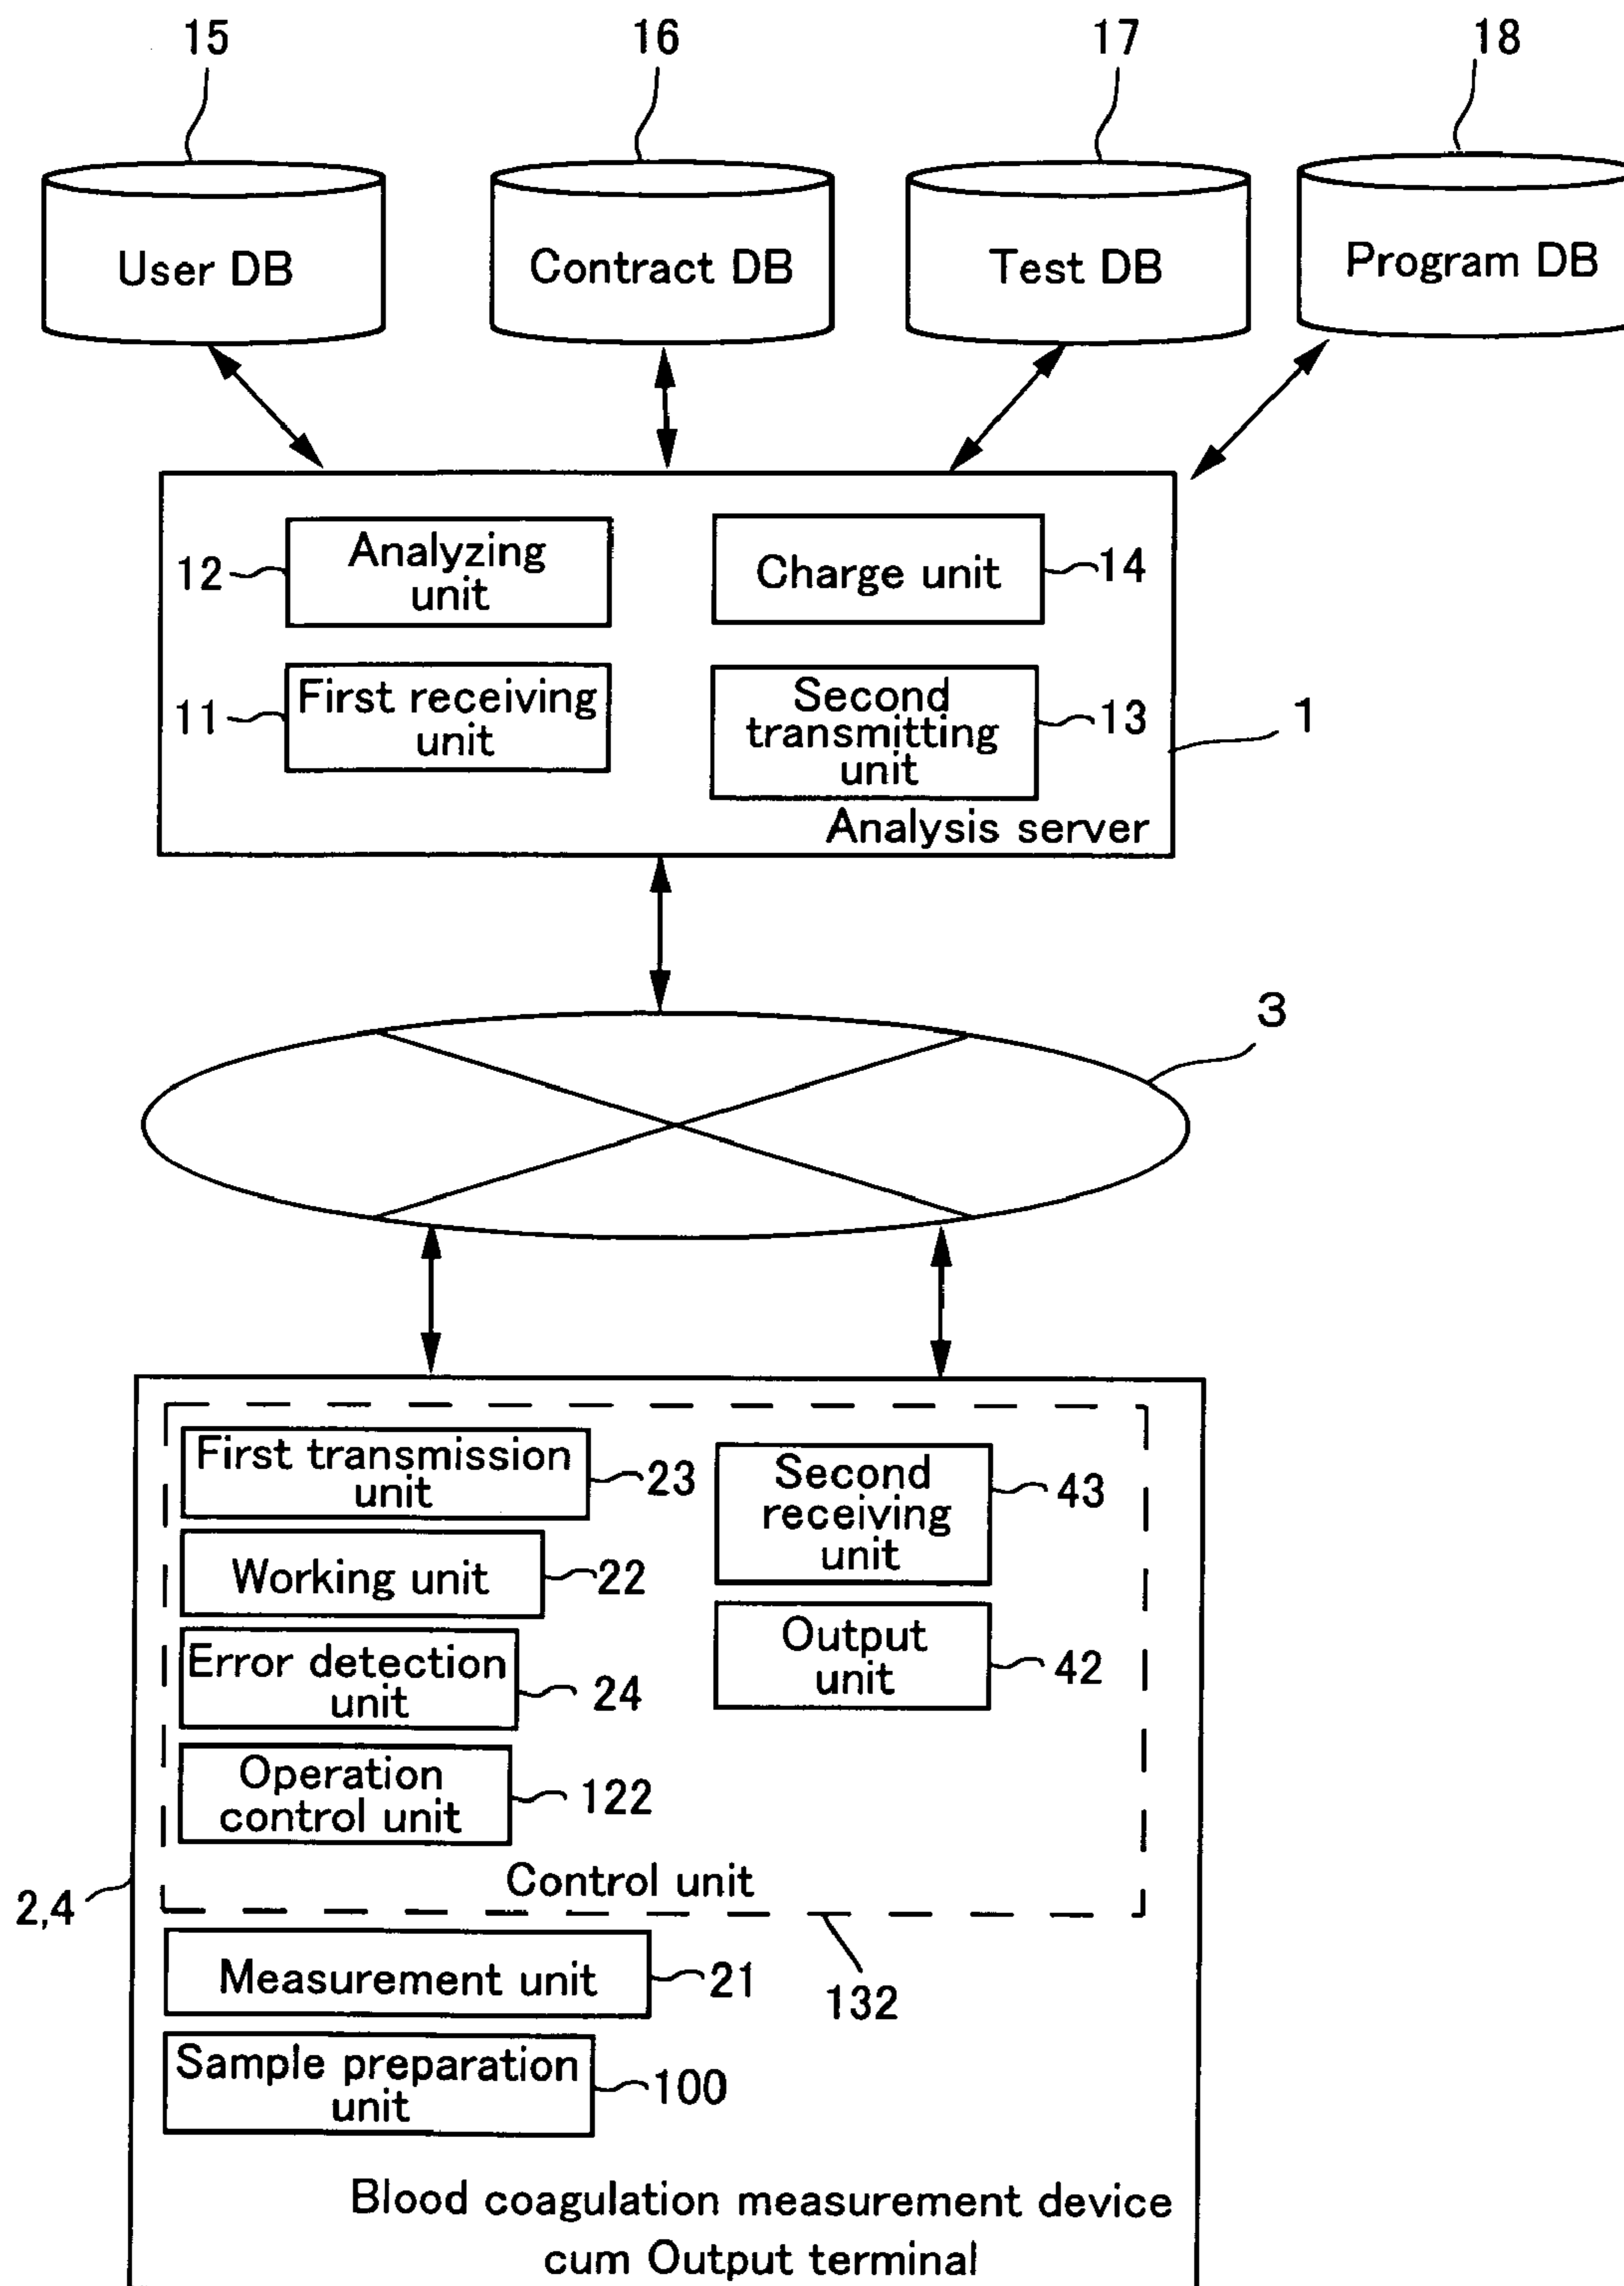 15
16
17
18
User DB
Contract DB
Test DB
Program DB
12
Analyzing
unit
Charge unit
14
11
First receiving
unit
Second
transmitting
unit
13
1
Analysis server
3
First transmission
unit
23
Second
receiving
unit
43
Working unit
22
Output
unit
42
Error detection
unit
24
Operation
control unit
122
Control unit
2,4
132
Measurement unit
21
Sample preparation
unit
100
Blood coagulation measurement device
cum Output terminal